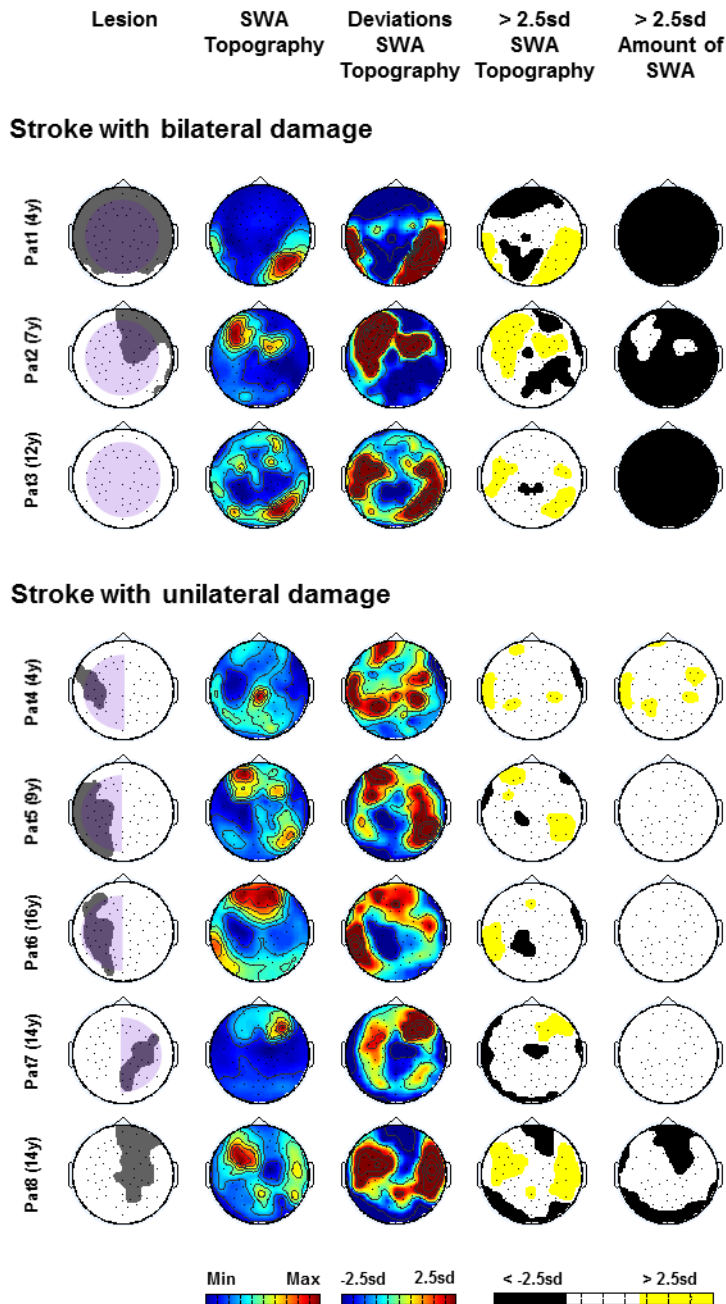 Lesion
SWA
Topography
Deviations
SWA
Topography
> 2.5sd
SWA
Topography
> 2.5sd
Amount of
SWA
Stroke with bilateral damage
Pat1 (4y)
Pat2 (7y)
Pat3 (12y)
Stroke with unilateral damage
Pat4 (4y)
Pat5 (9y)
Pat6 (16y)
Pat7 (14y)
Pat8 (14y)
Min Max
-2.5sd 2.5sd
< -2.5sd > 2.5sd